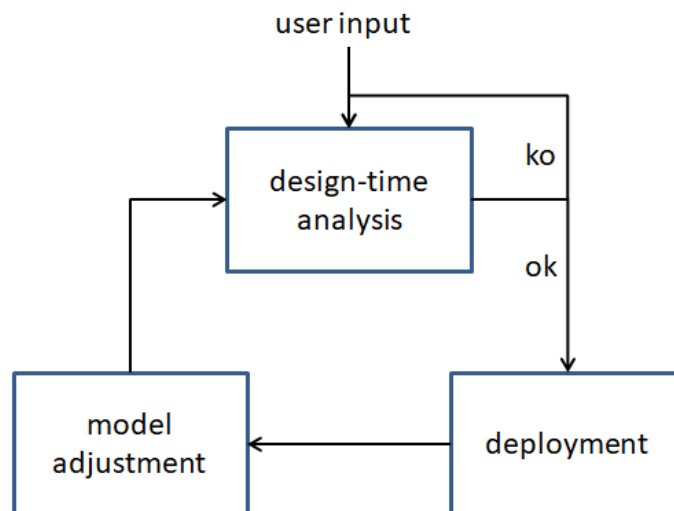 user input
design-time
analysis
ko
ok
model
adjustment
deployment